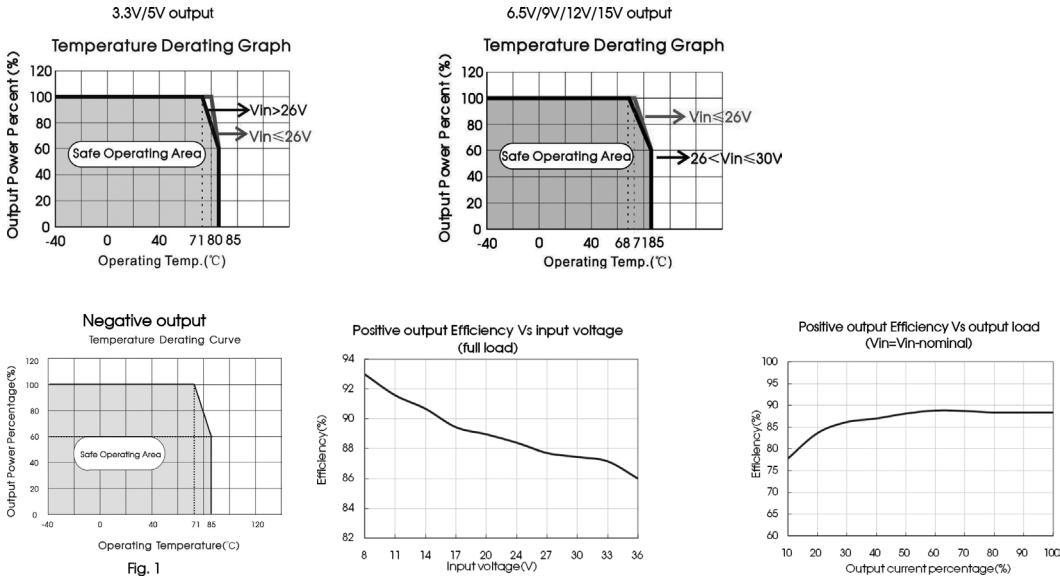 3.3V/5V output
Temperature Derating Graph
Output Power Percent (%)
120
100
80
60
40
20
0
Vin>26V
Vin≤26V
Safe Operating Area
-40 0 40 71 80 85
Operating Temp.(℃)
6.5V/9V/12V/15V output
Temperature Derating Graph
Output Power Percent (%)
120
100
80
60
40
20
0
Vin≤26V
26<Vin≤30V
Safe Operating Area
-40 0 40 68 71 85
Operating Temp.(℃)
Negative output
Temperature Derating Curve
Output Power Percentage(%)
120
100
80
60
40
20
0
Safe Operating Area
-40 0 40 71 85 120
Operating Temperature(℃)
Fig. 1
Positive output Efficiency Vs input voltage
(full load)
Efficiency(%)
94
92
90
88
86
84
82
8 11 14 17 20 24 27 30 33 36
Input voltage(V)
Positive output Efficiency Vs output load
(Vin=Vin-nominal)
Efficiency(%)
100
95
90
85
80
75
70
65
60
10 20 30 40 50 60 70 80 90 100
Output current percentage(%)